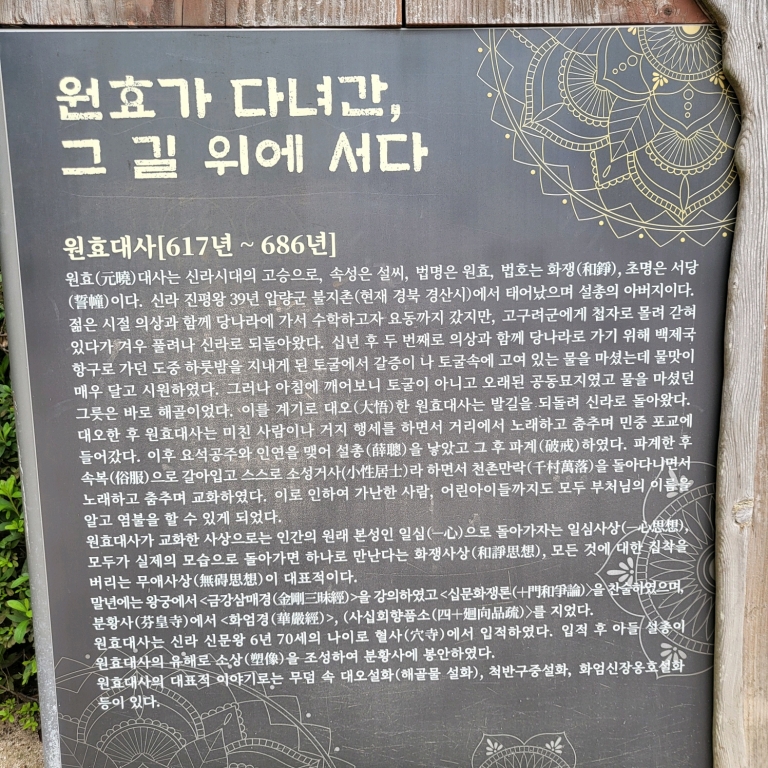 원효가 다녀간,
그 길 위에 서다
원효대사[617년 ~ 686년]
원효(元曉)대사는 신라시대의 고승으로, 속성은 설씨, 법명은 원효, 법호는 화쟁(和錚), 초명은 서당
(誓幢)이다. 신라 진평왕 39년 압량군 불지촌(현재 경북 경산시)에서 태어났으며 설총의 아버지이다.
젊은 시절 의상과 함께 당나라에 가서 수학하고자 요동까지 갔지만, 고구려군에게 첩자로 몰려 갇혀
있다가 겨우 풀려나 신라로 되돌아왔다. 십년 후 두 번째로 의상과 함께 당나라로 가기 위해 백제국
항구로 가던 도중 하룻밤을 지내게 된 토굴에서 갈증이 나 토굴속에 고여 있는 물을 마셨는데 물맛이
매우 달고 시원하였다. 그러나 아침에 깨어보니 토굴이 아니고 오래된 공동묘지였고 물을 마셨던
그릇은 바로 해골이었다. 이를 계기로 대오(大悟)한 원효대사는 발길을 되돌려 신라로 돌아왔다.
대오한 후 원효대사는 미친 사람이나 거지 행세를 하면서 거리에서 노래하고 춤추며 민중 포교에
들어갔다. 이후 요석공주와 인연을 맺어 설총(薛聰)을 낳았고 그 후 파계(破戒)하였다. 파계한 후
속복(俗服)으로 갈아입고 스스로 소성거사(小性居士)라 하면서 천촌만락(千村萬落)을 돌아다니면서
노래하고 춤추며 교화하였다. 이로 인하여 가난한 사람, 어린아이들까지도 모두 부처님의 이름을
알고 염불을 할 수 있게 되었다.
원효대사가 교화한 사상으로는 인간의 원래 본성인 일심(一心)으로 돌아가자는 일심사상(一心思想),
모두가 실제의 모습으로 돌아가면 하나로 만난다는 화쟁사상(和諍思想), 모든 것에 대한 집착을
버리는 무애사상(無碍思想)이 대표적이다.
말년에는 왕궁에서 <금강삼매경(金剛三昧經)>을 강의하였고 <십문화쟁론(十門和爭論)>을 찬술하였으며,
분황사(芬皇寺)에서 <화엄경(華嚴經)>, (사십회향품소(四十廻向品疏)>를 지었다.
원효대사는 신라 신문왕 6년 70세의 나이로 혈사(穴寺)에서 입적하였다. 입적 후 아들 설총이
원효대사의 유해로 소상(塑像)을 조성하여 분황사에 봉안하였다.
원효대사의 대표적 이야기로는 무덤 속 대오설화(해골물 설화), 척반구중설화, 화엄신장옹호설화
등이 있다.